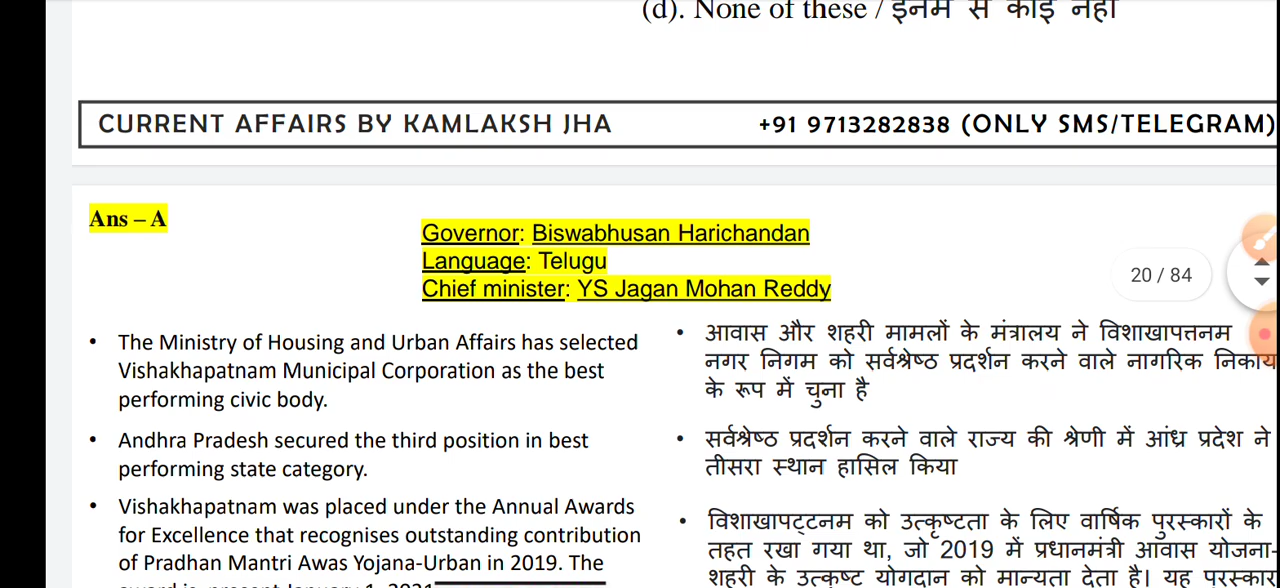 (d). None of these / इनमें से कोई नहीं
CURRENT AFFAIRS BY KAMLAKSH JHA
+91 9713282838 (ONLY SMS/TELEGRAM)
Ans – A
Governor: Biswabhusan Harichandan
Language: Telugu
Chief minister: YS Jagan Mohan Reddy
20 / 84
• The Ministry of Housing and Urban Affairs has selected
Vishakhapatnam Municipal Corporation as the best
performing civic body.
• Andhra Pradesh secured the third position in best
performing state category.
• Vishakhapatnam was placed under the Annual Awards
for Excellence that recognises outstanding contribution
of Pradhan Mantri Awas Yojana-Urban in 2019. The
award is present January 1, 2021
• आवास और शहरी मामलों के मंत्रालय ने विशाखापत्तनम
नगर निगम को सर्वश्रेष्ठ प्रदर्शन करने वाले नागरिक निकाय
के रूप में चुना है
• सर्वश्रेष्ठ प्रदर्शन करने वाले राज्य की श्रेणी में आंध्र प्रदेश ने
तीसरा स्थान हासिल किया
• विशाखापट्टनम को उत्कृष्टता के लिए वार्षिक पुरस्कारों के
तहत रखा गया था, जो 2019 में प्रधानमंत्री आवास योजना-
शहरी के उत्कृष्ट योगदान को मान्यता देता है। यह पुरस्कार